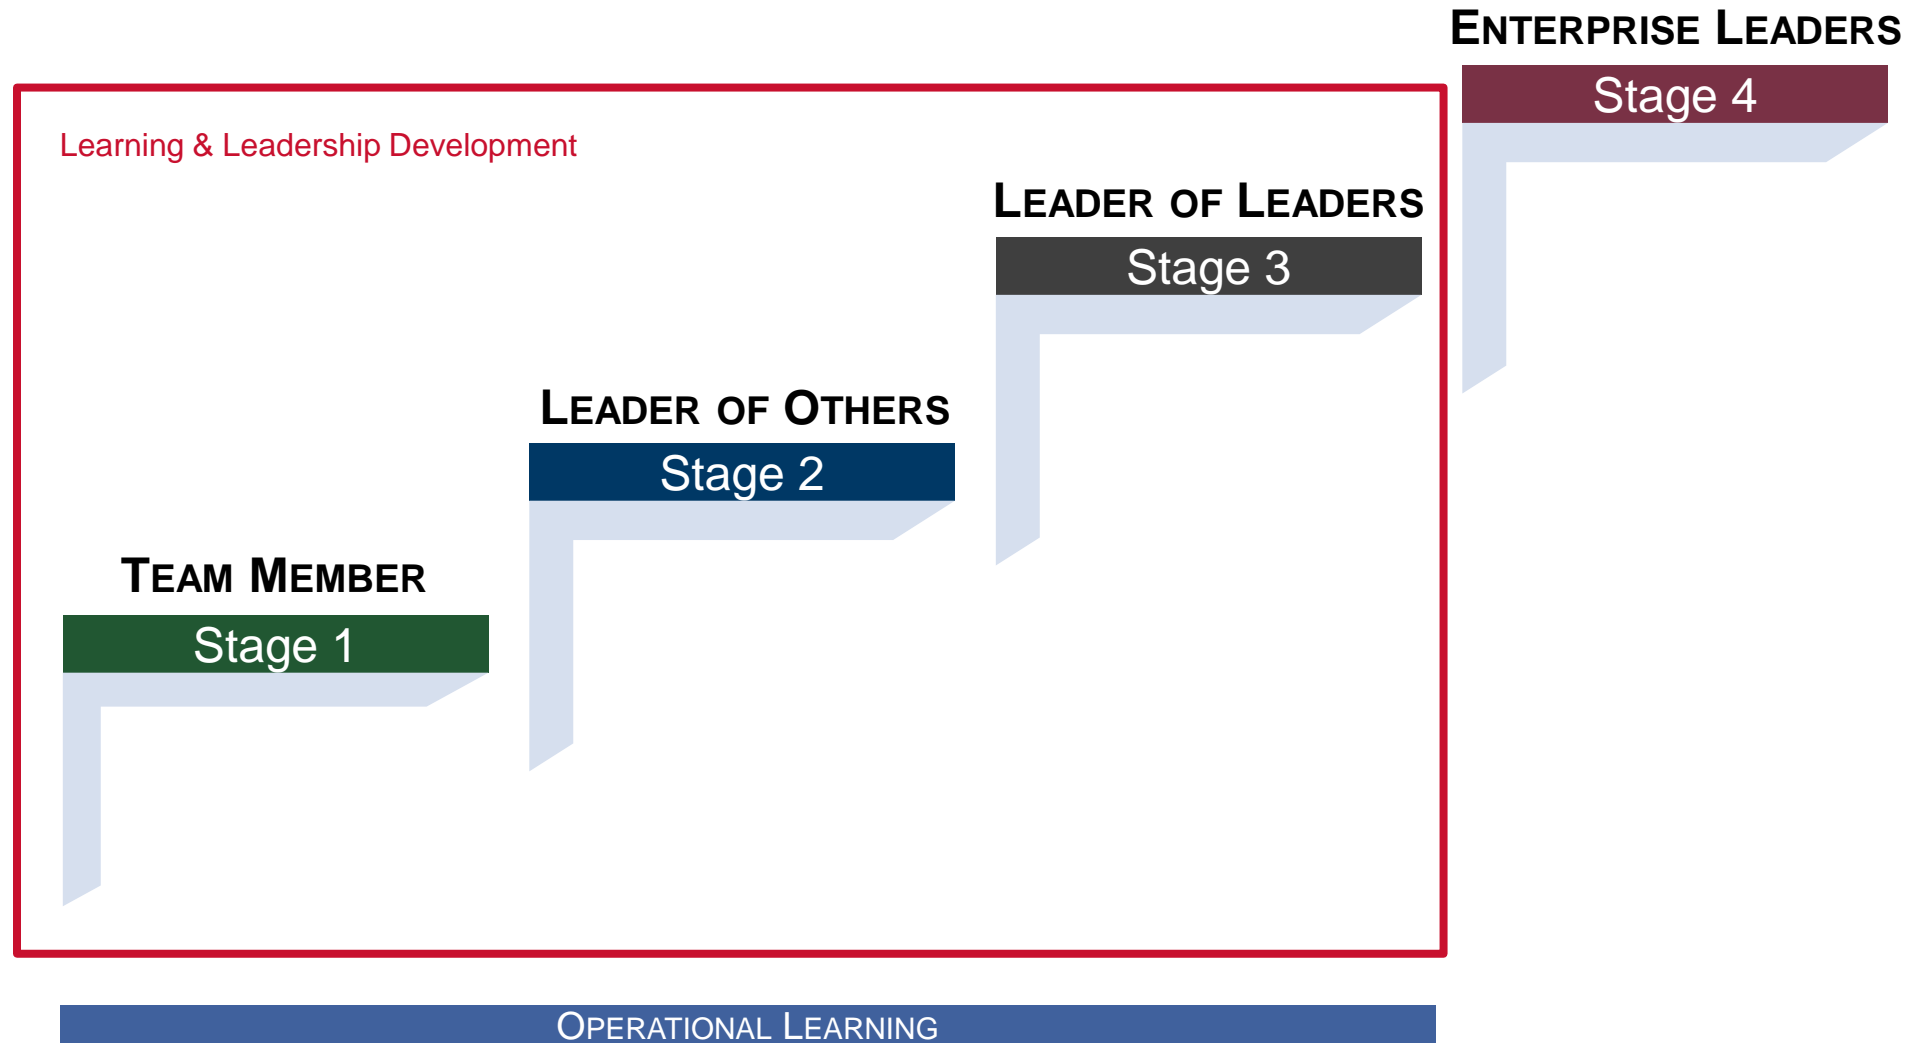 ENTERPRISE LEADERS
Stage 4
Learning & Leadership Development
LEADER OF LEADERS
Stage 3
LEADER OF OTHERS
Stage 2
TEAM MEMBER
Stage 1
OPERATIONAL LEARNING